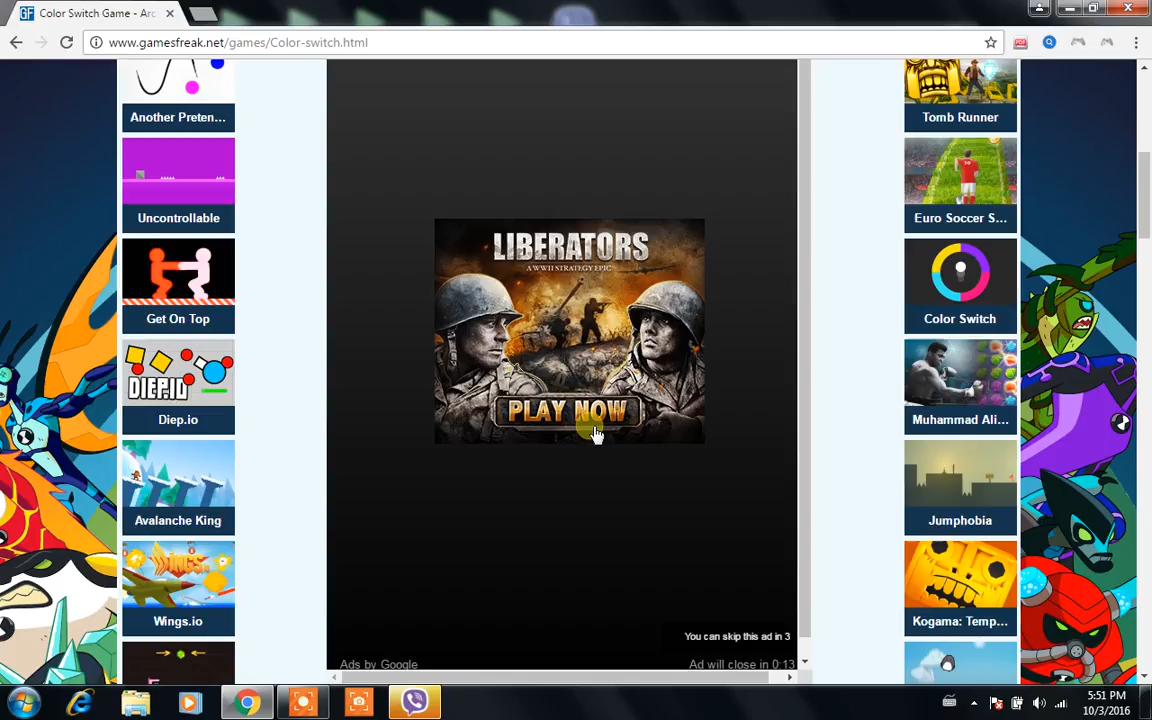 Color Switch Game - Arc
www.gamesfreak.net/games/Color-switch.html
Another Preten...
Uncontrollable
Get On Top
DIEP.IO
Diep.io
Avalanche King
WINGS.IO
Wings.io
LIBERATORS
A WWII STRATEGY EPIC
PLAY NOW
You can skip this ad in 3
Ads by Google
Ad will close in 0:13
Tomb Runner
10
Euro Soccer S...
Color Switch
Muhammad Ali...
Jumphobia
Kogama: Temp...
5:51 PM
10/3/2016